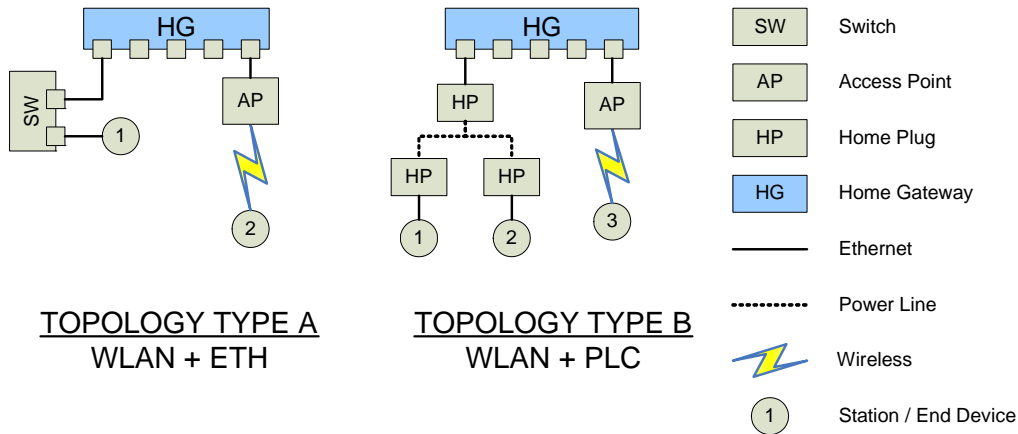 HG
SW
1
AP
2
TOPOLOGY TYPE A
WLAN + ETH
HG
HP
AP
HP
HP
1
2
3
TOPOLOGY TYPE B
WLAN + PLC
SW Switch
AP Access Point
HP Home Plug
HG Home Gateway
Ethernet
Power Line
Wireless
1 Station / End Device